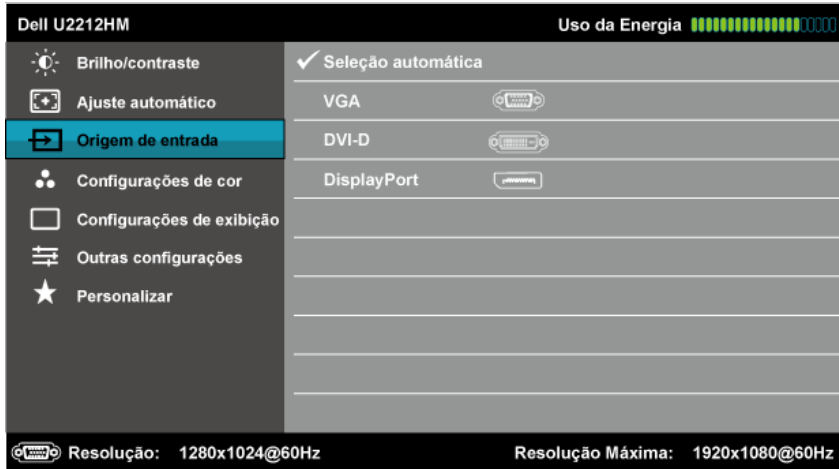 Dell U2212HM Uso da Energia
Brilho/contraste
Ajuste automático
Origem de entrada
Configurações de cor
Configurações de exibição
Outras configurações
Personalizar
Seleção automática
VGA
DVI-D
DisplayPort
Resolução: 1280x1024@60Hz Resolução Máxima: 1920x1080@60Hz